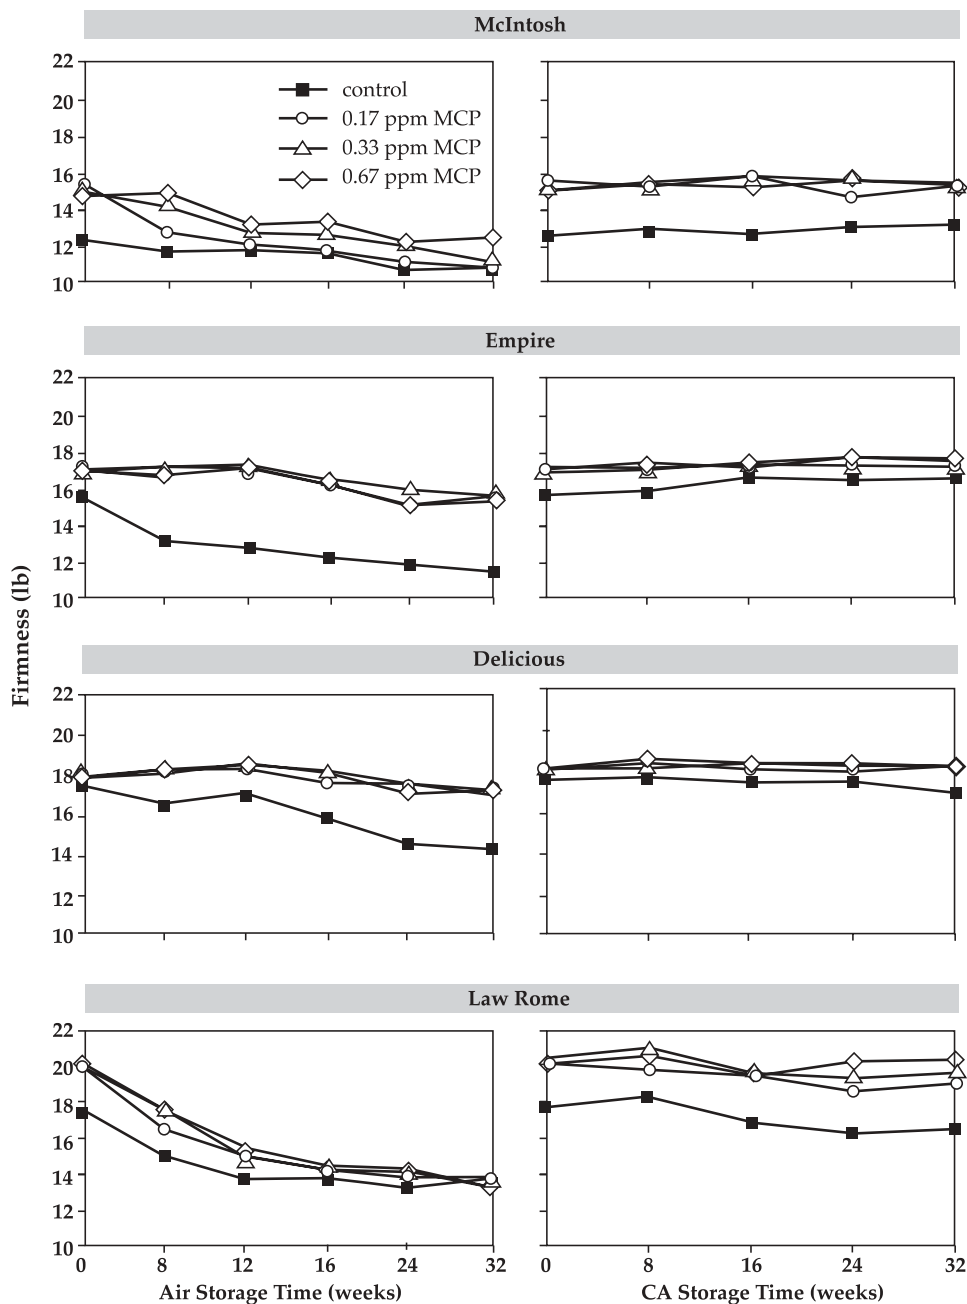 McIntosh
22
20
18
16
14
12
10
control
0.17 ppm MCP
0.33 ppm MCP
0.67 ppm MCP
Empire
22
20
18
16
14
12
10
Firmness (lb)
Delicious
22
20
18
16
14
12
10
Law Rome
22
20
18
16
14
12
10
0 8 12 16 24 32
0 8 16 24 32
Air Storage Time (weeks)
CA Storage Time (weeks)